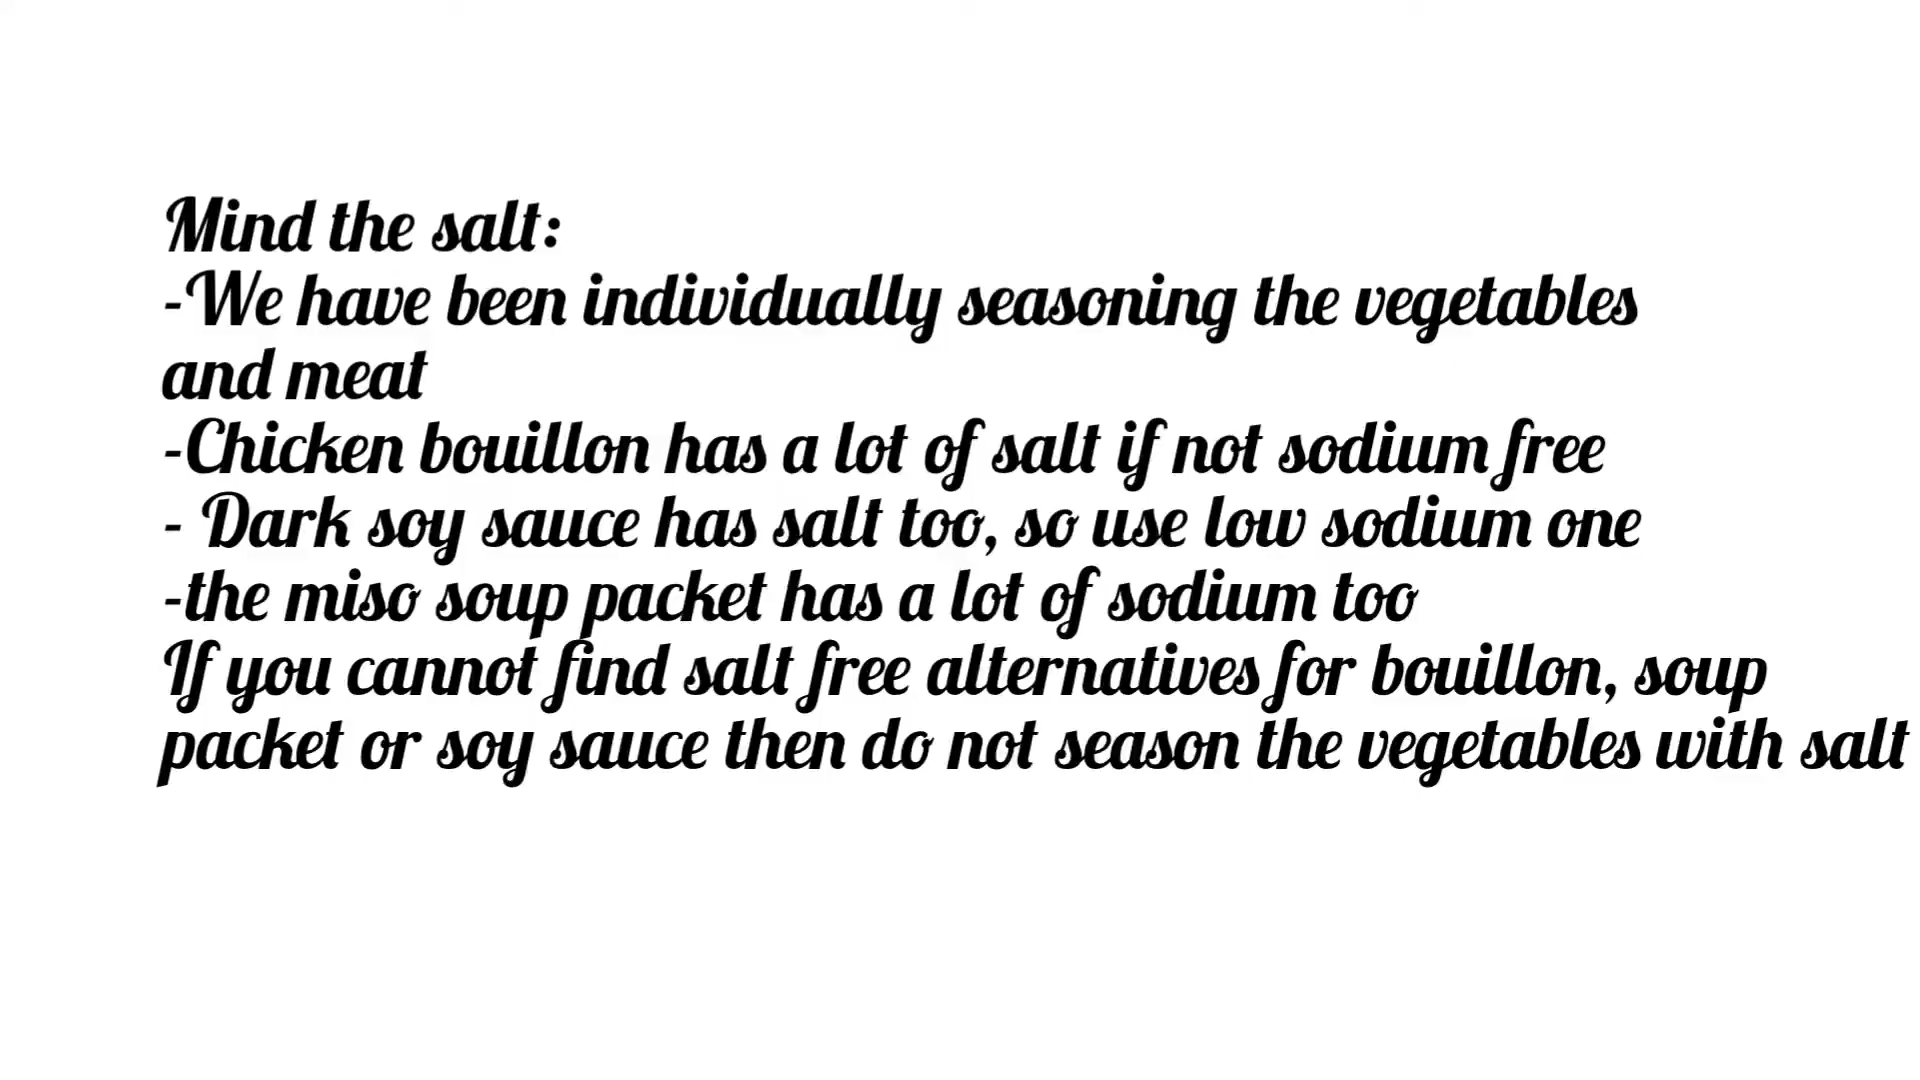 Mind the salt:
-We have been individually seasoning the vegetables
and meat
-Chicken bouillon has a lot of salt if not sodium free
- Dark soy sauce has salt too, so use low sodium one
-the miso soup packet has a lot of sodium too
If you cannot find salt free alternatives for bouillon, soup
packet or soy sauce then do not season the vegetables with salt